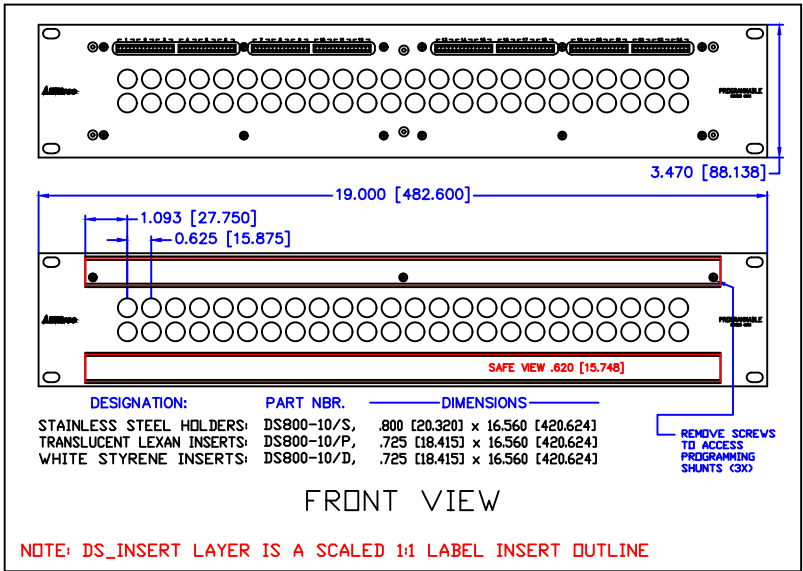 PROGRAMMABLE
3.470 [88.138]
19.000 [482.600]
1.093 [27.750]
0.625 [15.875]
PROGRAMMABLE
SAFE VIEW .620 [15.748]
DESIGNATION: PART NBR. DIMENSIONS
STAINLESS STEEL HOLDERS: DS800-10/S, .800 [20.320] x 16.560 [420.624]
TRANSLUCENT LEXAN INSERTS: DS800-10/P, .725 [18.415] x 16.560 [420.624]
WHITE STYRENE INSERTS: DS800-10/D, .725 [18.415] x 16.560 [420.624]
REMOVE SCREWS
TO ACCESS
PROGRAMMING
SHUNTS (3X)
FRONT VIEW
NOTE: DS_INSERT LAYER IS A SCALED 1:1 LABEL INSERT OUTLINE